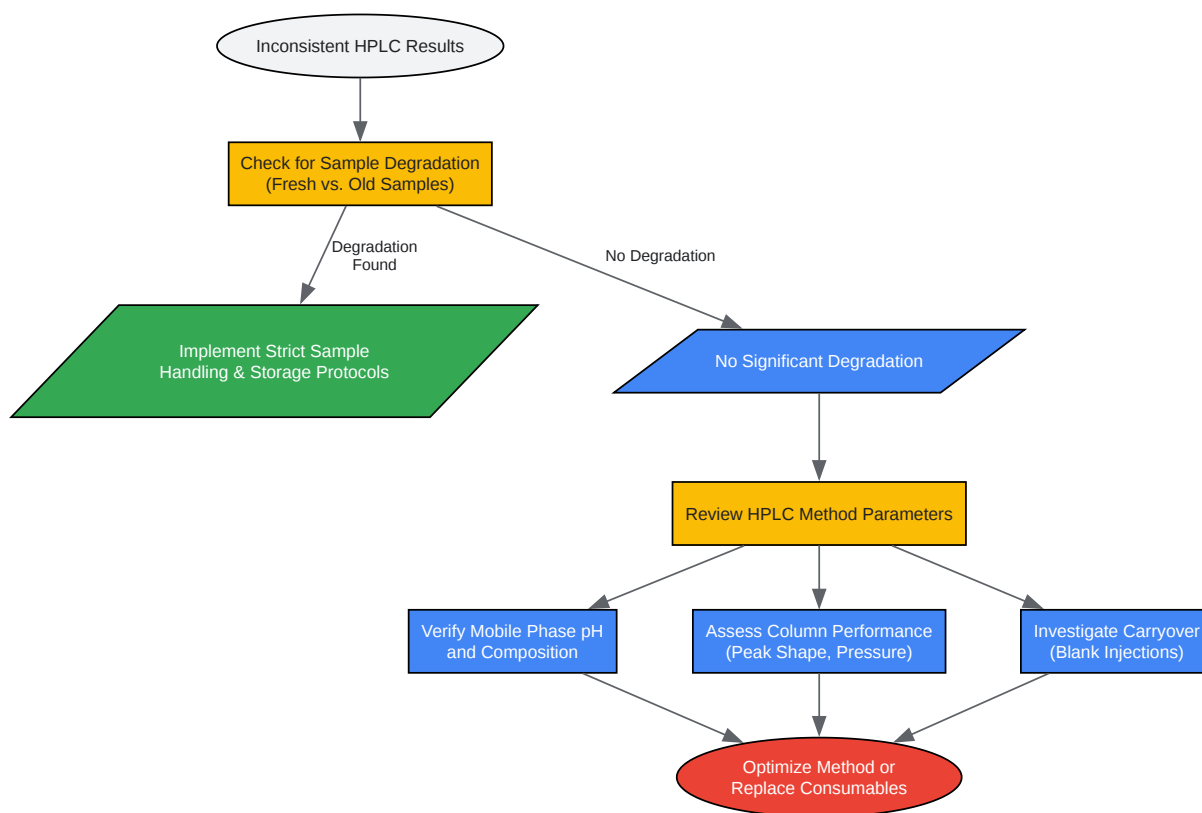 Inconsistent HPLC Results
Check for Sample Degradation
(Fresh vs. Old Samples)
Degradation
Found
No Degradation
Implement Strict Sample
Handling & Storage Protocols
No Significant Degradation
Review HPLC Method Parameters
Verify Mobile Phase pH
and Composition
Assess Column Performance
(Peak Shape, Pressure)
Investigate Carryover
(Blank Injections)
Optimize Method or
Replace Consumables